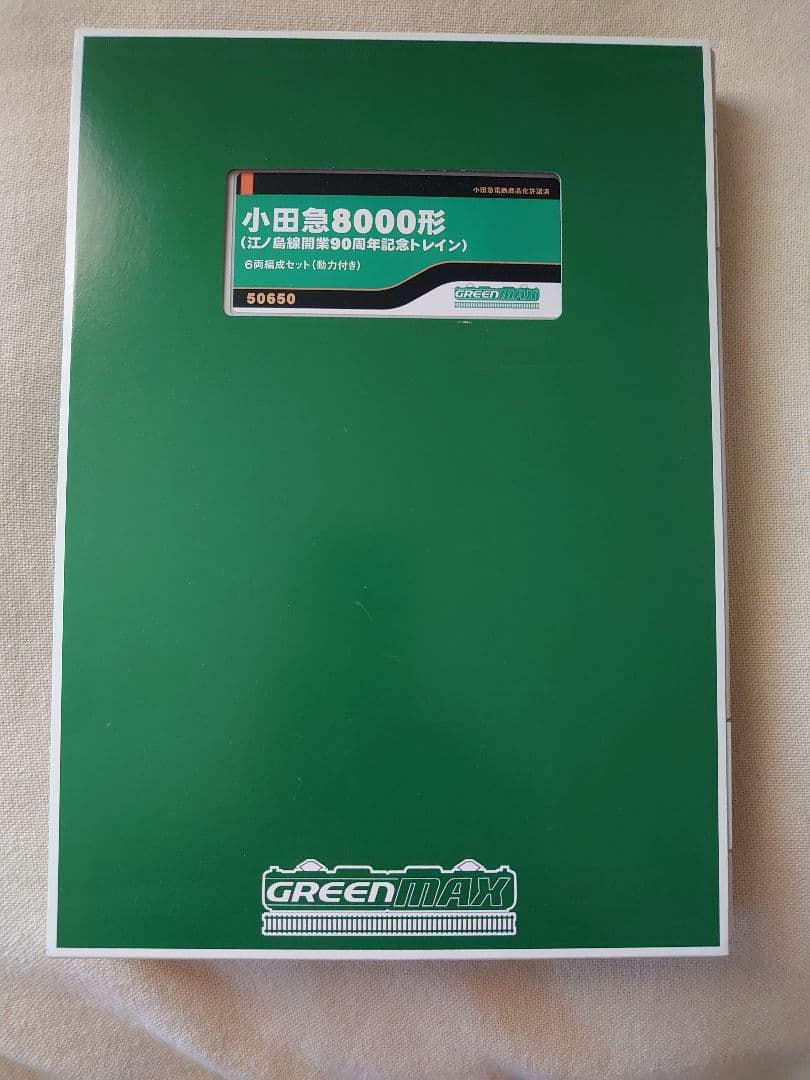 小田急電鉄商品化許諾済
小田急8000形
(江ノ島線開業90周年記念トレイン)
6両編成セット(動力付き)
50650
GREENMAX
GREENMAX